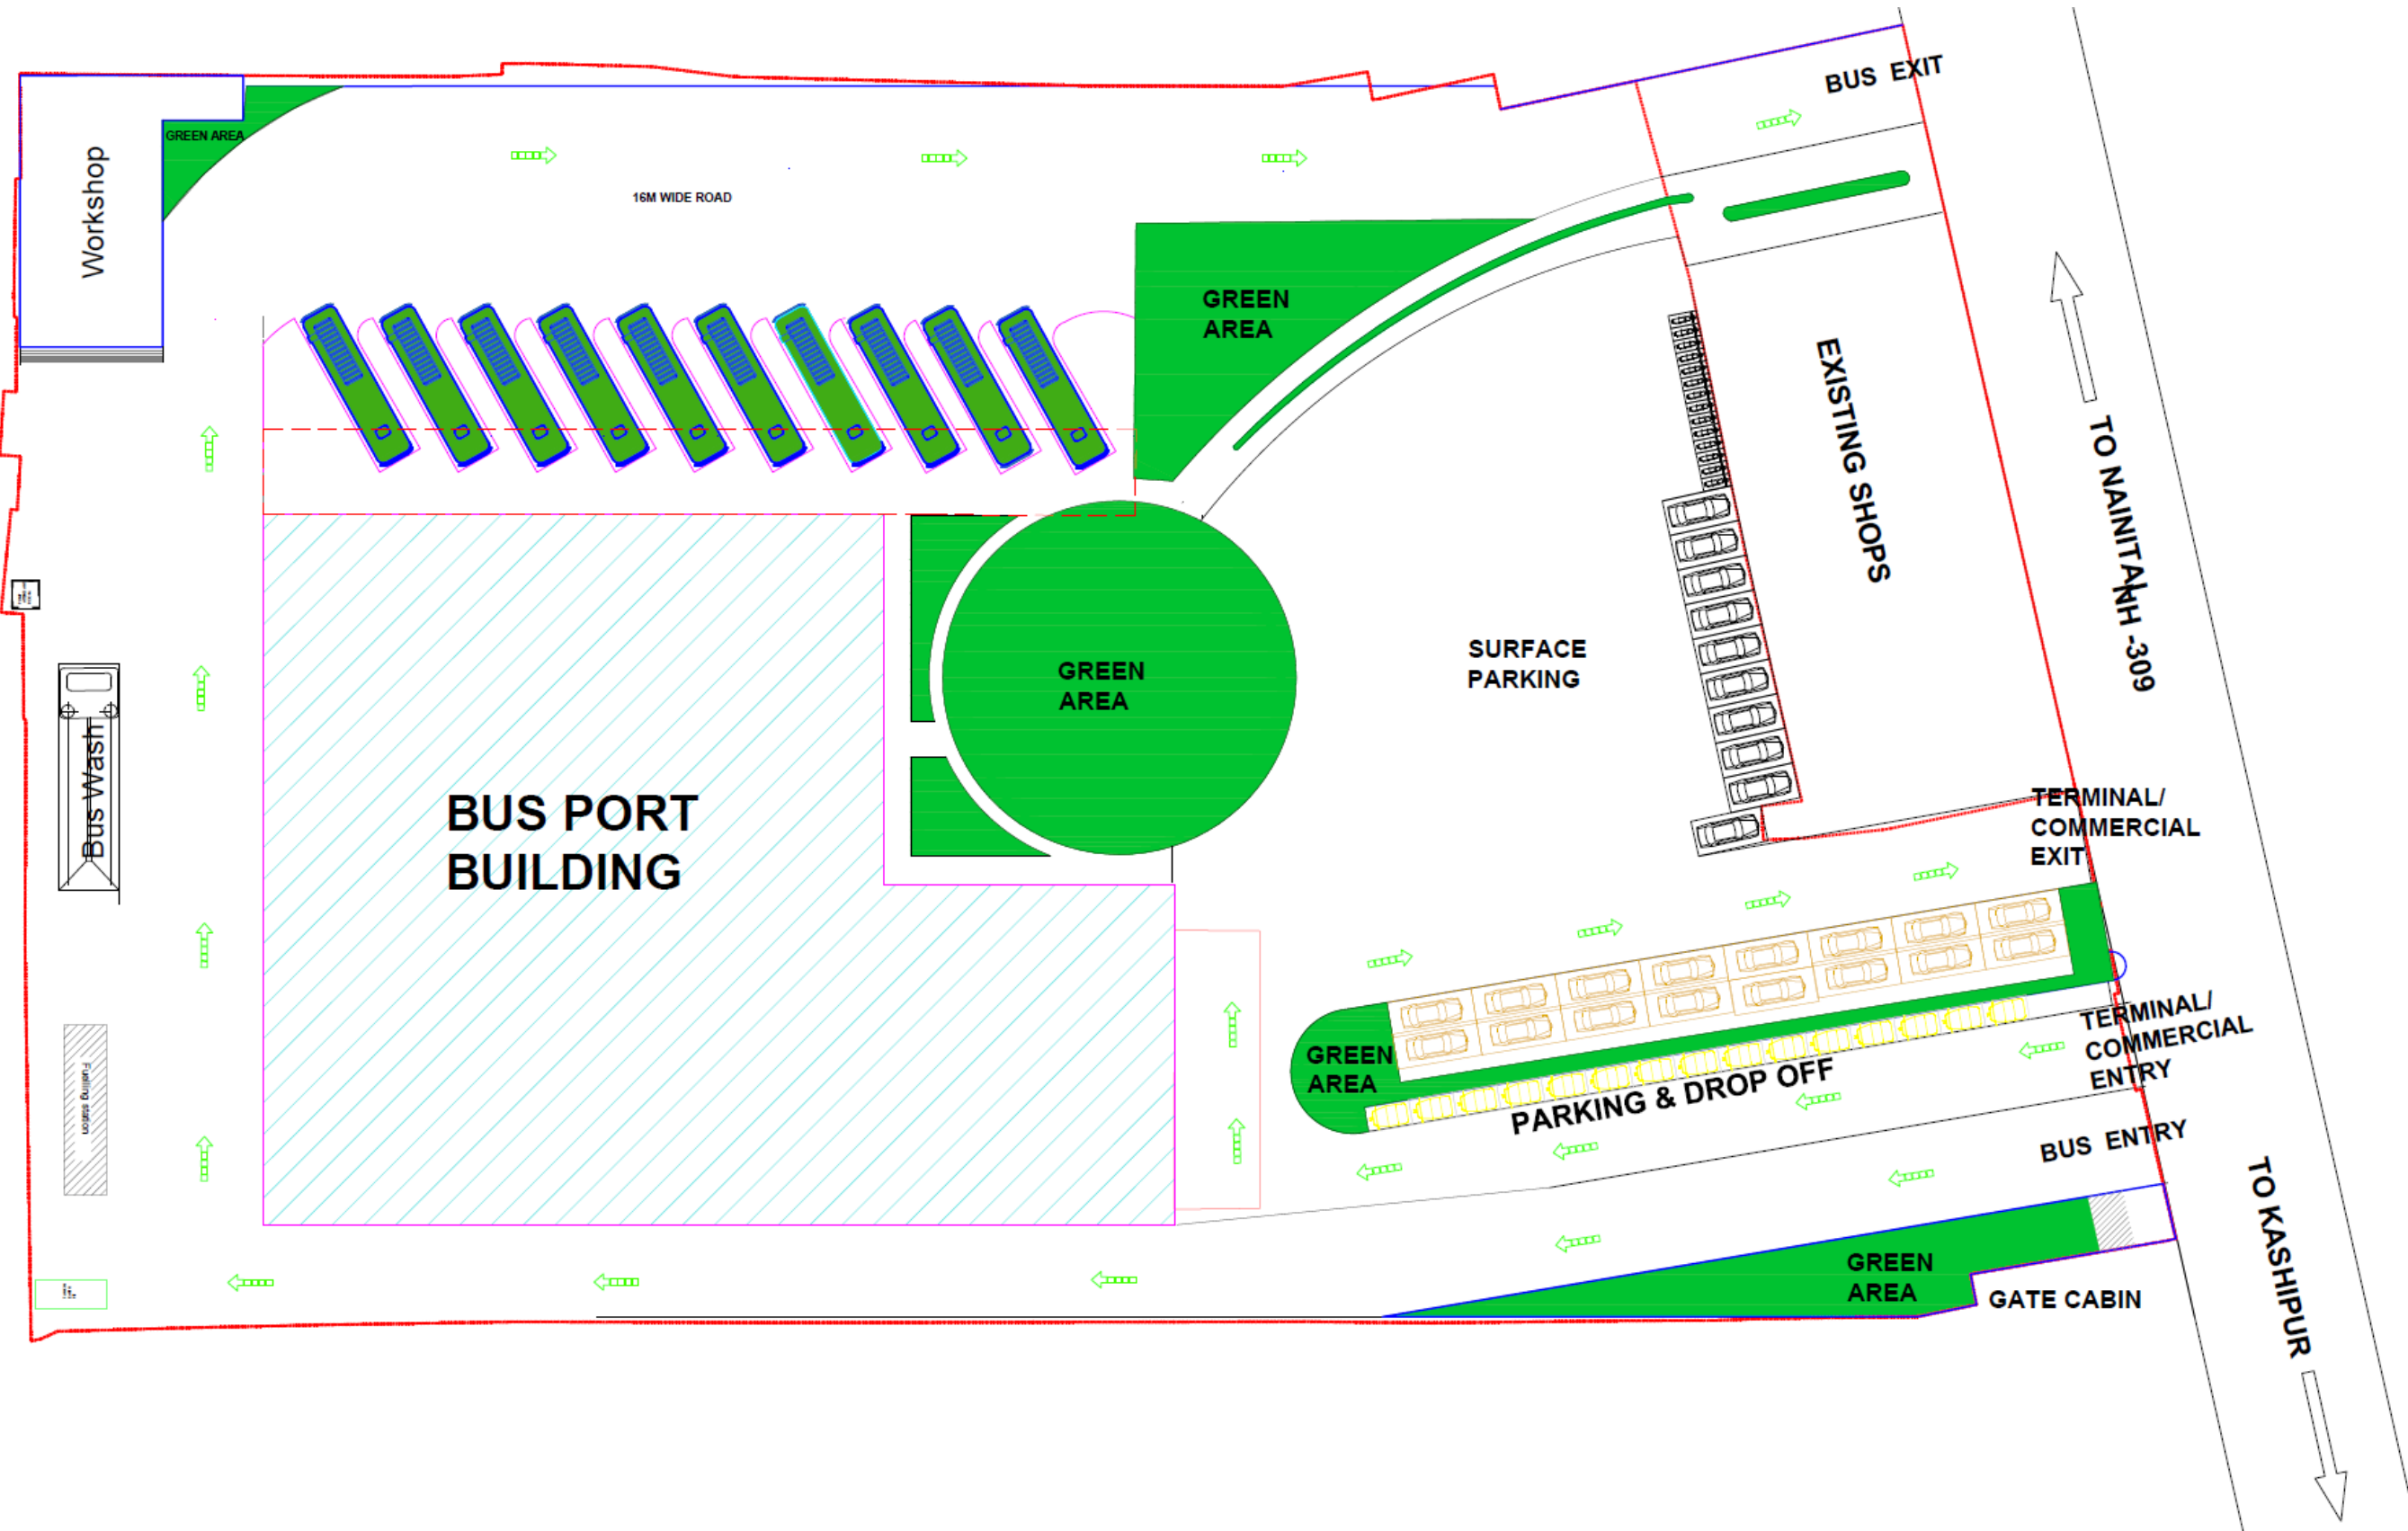 BUS EXIT
GREEN AREA
Workshop
16M WIDE ROAD
GREEN
AREA
EXISTING SHOPS
TO NAINITAL
NH -309
SURFACE
PARKING
GREEN
AREA
Bus Wash
BUS PORT
BUILDING
TERMINAL/
COMMERCIAL
EXIT
TERMINAL/
COMMERCIAL
ENTRY
GREEN
AREA
PARKING & DROP OFF
Fuelling station
BUS ENTRY
TO KASHIPUR
GREEN
AREA
GATE CABIN